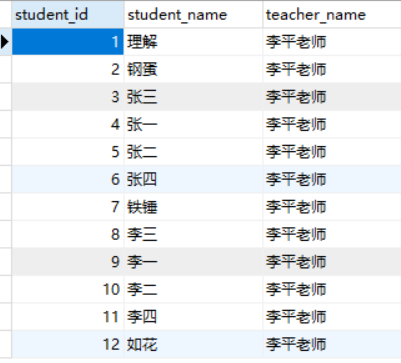 student_id student_name teacher_name
1 理解 李平老师
2 钢蛋 李平老师
3 张三 李平老师
4 张一 李平老师
5 张二 李平老师
6 张四 李平老师
7 铁锤 李平老师
8 李三 李平老师
9 李一 李平老师
10 李二 李平老师
11 李四 李平老师
12 如花 李平老师